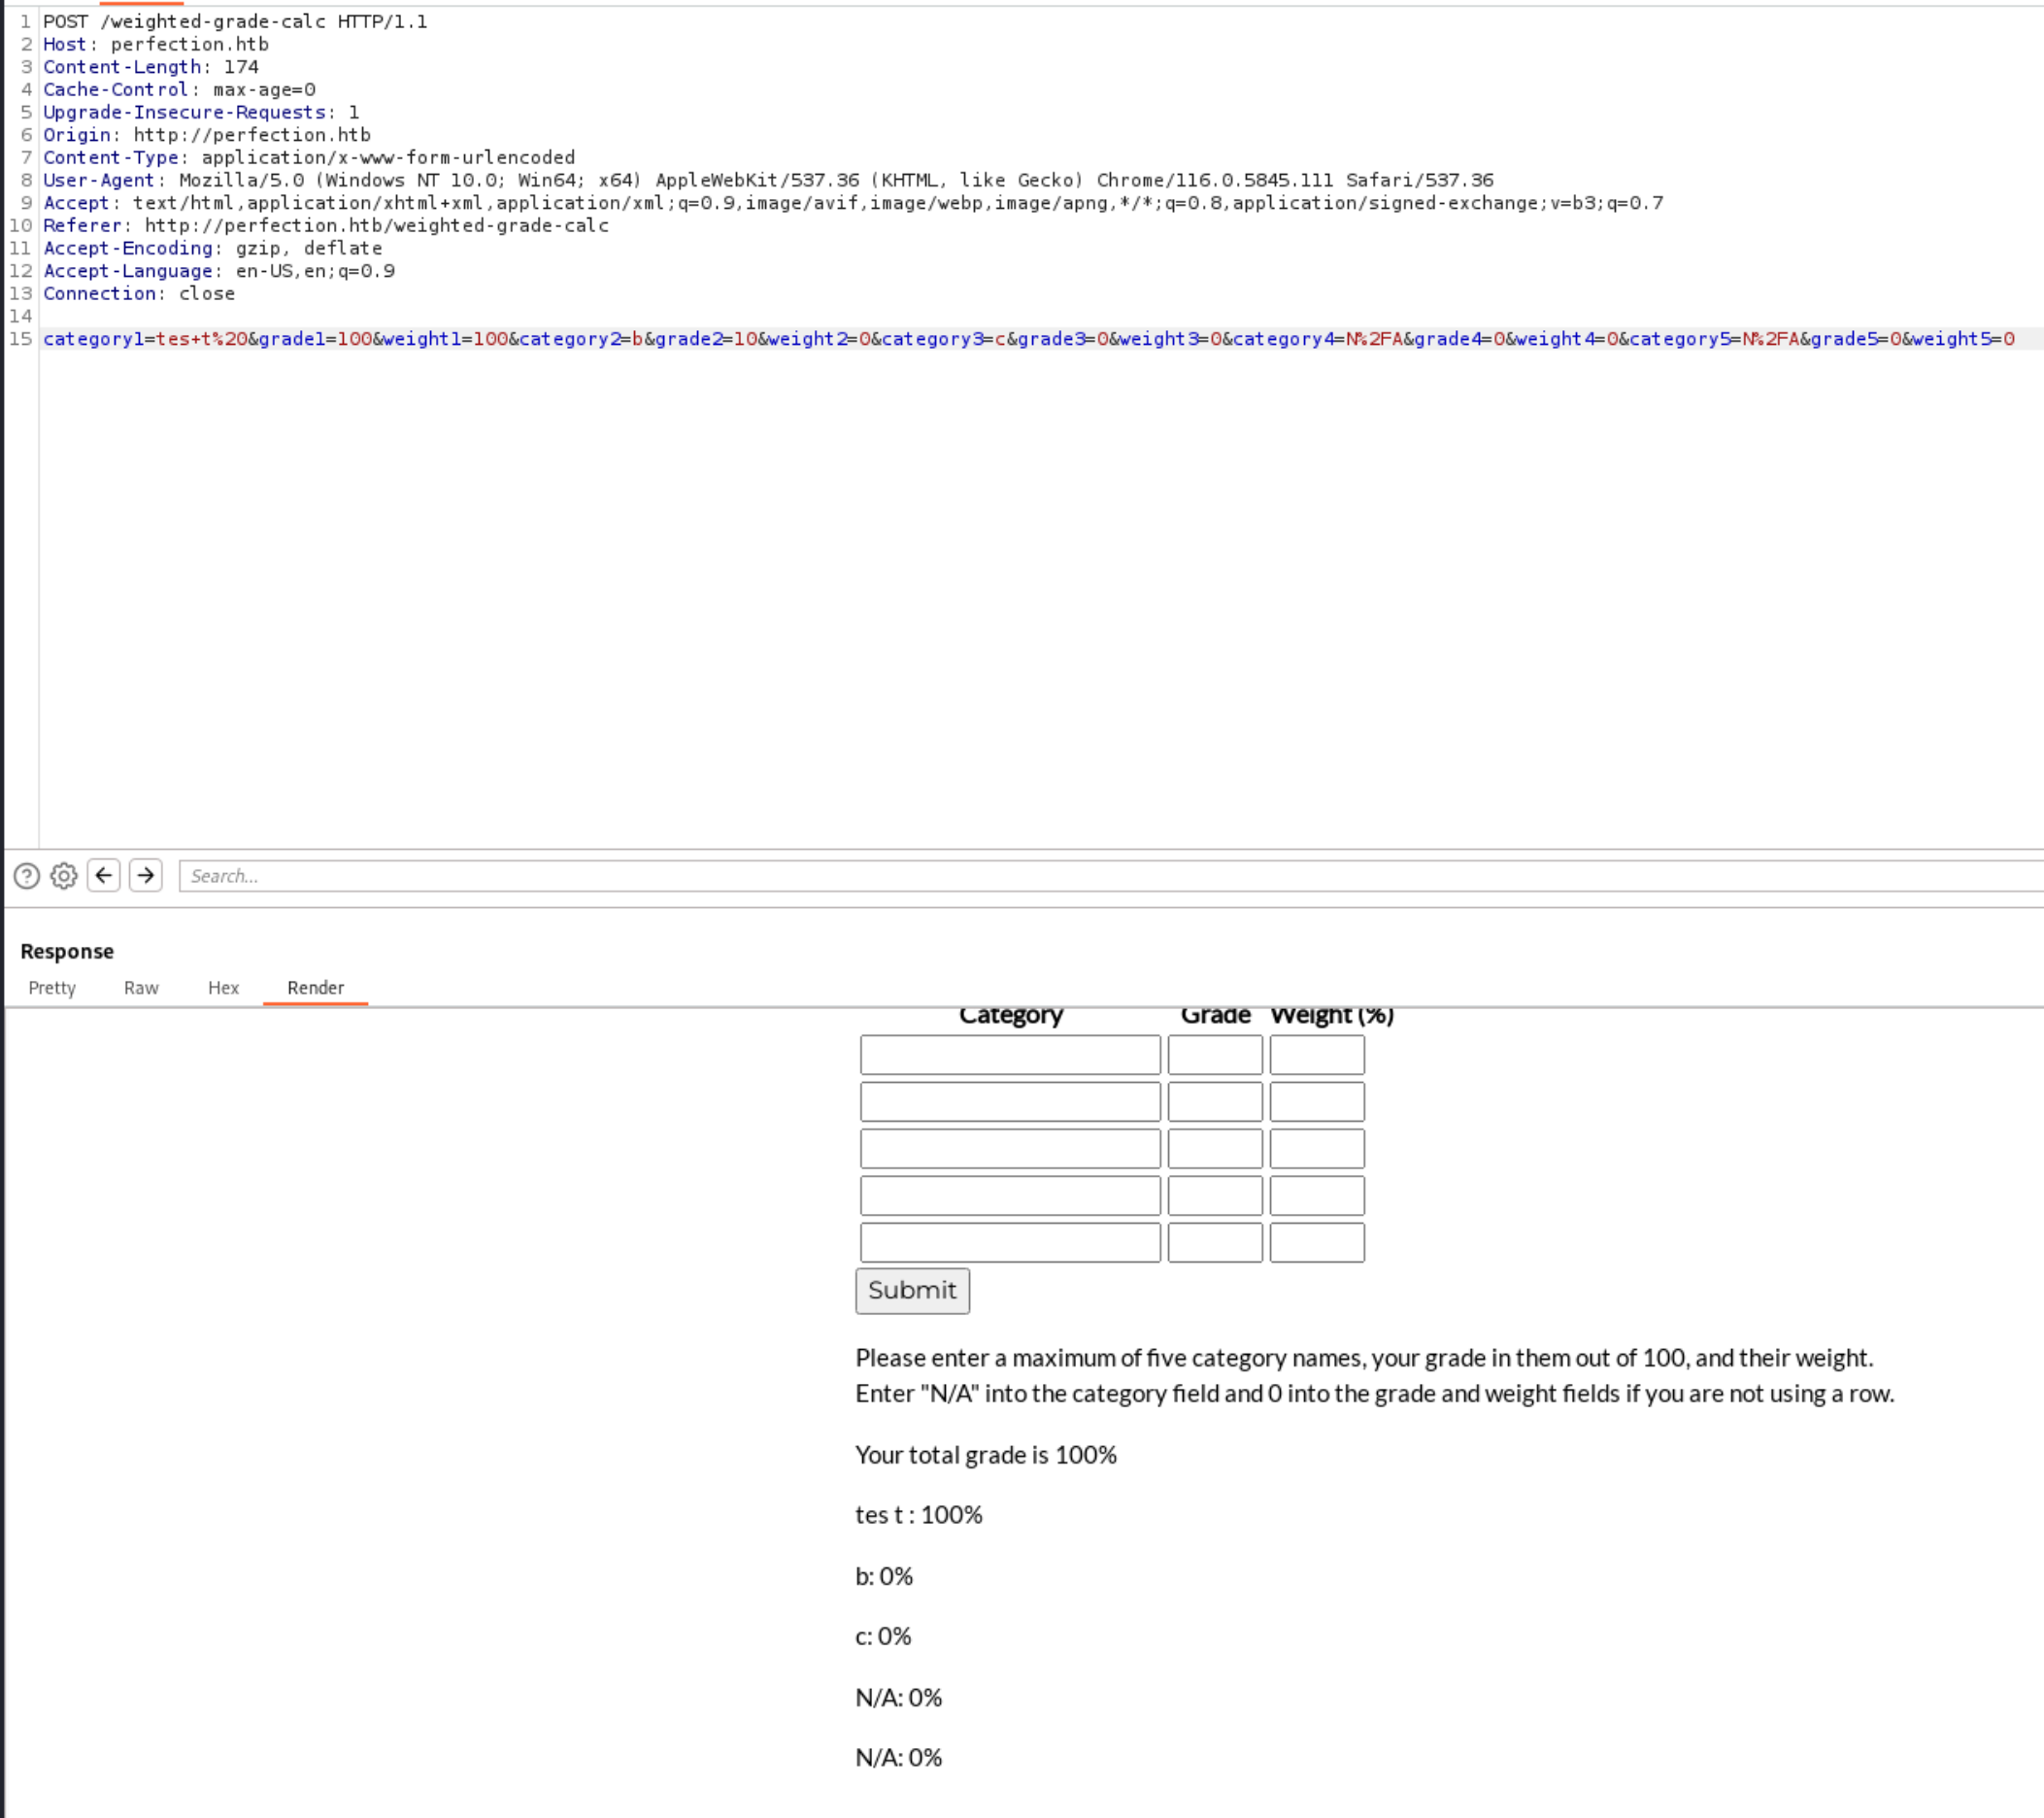 1 POST /weighted-grade-calc HTTP/1.1
2 Host: perfection.htb
3 Content-Length: 174
4 Cache-Control: max-age=0
5 Upgrade-Insecure-Requests: 1
6 Origin: http://perfection.htb
7 Content-Type: application/x-www-form-urlencoded
8 User-Agent: Mozilla/5.0 (Windows NT 10.0; Win64; x64) AppleWebKit/537.36 (KHTML, like Gecko) Chrome/116.0.5845.111 Safari/537.36
9 Accept: text/html,application/xhtml+xml,application/xml;q=0.9,image/avif,image/webp,image/apng,*/*;q=0.8,application/signed-exchange;v=b3;q=0.7
10 Referer: http://perfection.htb/weighted-grade-calc
11 Accept-Encoding: gzip, deflate
12 Accept-Language: en-US,en;q=0.9
13 Connection: close
14
15 category1=tes+t%20&grade1=100&weight1=100&category2=b&grade2=10&weight2=0&category3=c&grade3=0&weight3=0&category4=N%2FA&grade4=0&weight4=0&category5=N%2FA&grade5=0&weight5=0
Search...
Response
Pretty Raw Hex Render
Category Grade Weight (%)
Submit
Please enter a maximum of five category names, your grade in them out of 100, and their weight.
Enter "N/A" into the category field and 0 into the grade and weight fields if you are not using a row.
Your total grade is 100%
tes t : 100%
b: 0%
c: 0%
N/A: 0%
N/A: 0%